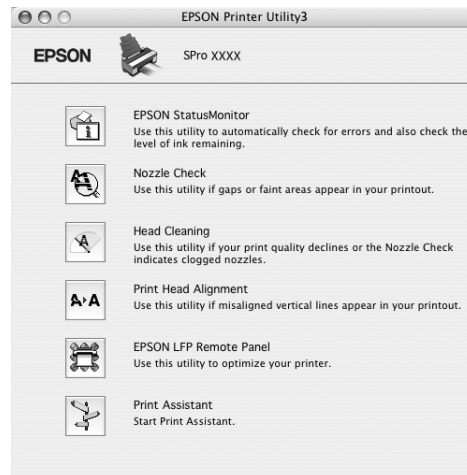 EPSON Printer Utility3
EPSON
SPro XXXX
EPSON StatusMonitor
Use this utility to automatically check for errors and also check the
level of ink remaining.
Nozzle Check
Use this utility if gaps or faint areas appear in your printout.
Head Cleaning
Use this utility if your print quality declines or the Nozzle Check
indicates clogged nozzles.
Print Head Alignment
Use this utility if misaligned vertical lines appear in your printout.
EPSON LFP Remote Panel
Use this utility to optimize your printer.
Print Assistant
Start Print Assistant.